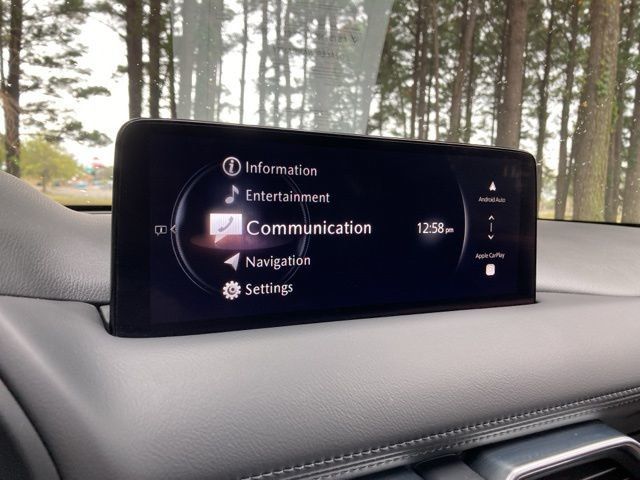 Information
Entertainment
Communication
12:58 pm
Navigation
Settings
Android Auto
Apple CarPlay